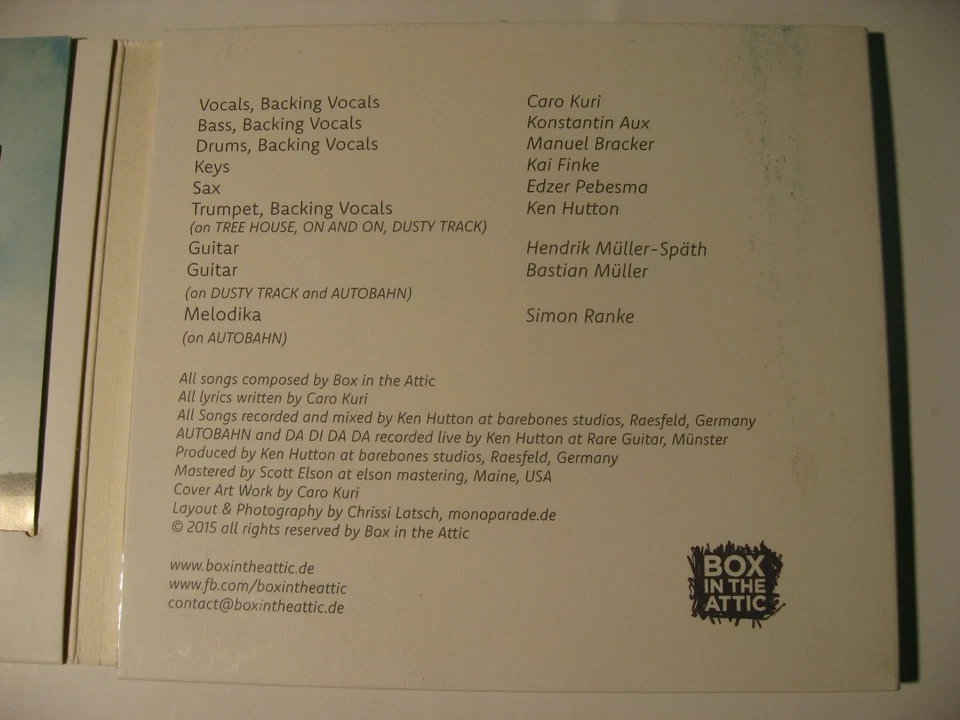 Vocals, Backing Vocals Caro Kuri
Bass, Backing Vocals Konstantin Aux
Drums, Backing Vocals Manuel Bracker
Keys Kai Finke
Sax Edzer Pebesma
Trumpet, Backing Vocals Ken Hutton
(on TREE HOUSE, ON AND ON, DUSTY TRACK)
Guitar Hendrik Müller-Späth
Guitar Bastian Müller
(on DUSTY TRACK and AUTOBAHN)
Melodika Simon Ranke
(on AUTOBAHN)
All songs composed by Box in the Attic
All lyrics written by Caro Kuri
All Songs recorded and mixed by Ken Hutton at barebones studios, Raesfeld, Germany
AUTOBAHN and DA DI DA DA recorded live by Ken Hutton at Rare Guitar, Münster
Produced by Ken Hutton at barebones studios, Raesfeld, Germany
Mastered by Scott Elson at elson mastering, Maine, USA
Cover Art Work by Caro Kuri
Layout & Photography by Chrissi Latsch, monoparade.de
© 2015 all rights reserved by Box in the Attic
www.boxintheattic.de
www.fb.com/boxintheattic
contact@boxintheattic.de
BOX
IN THE
ATTIC